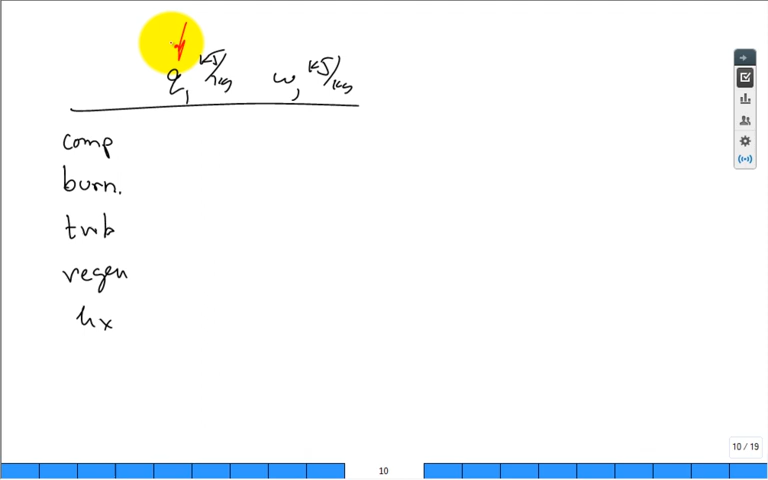 q, kJ/kg w, kJ/kg
comp
burn.
turb
regen
hx
10 / 19
10